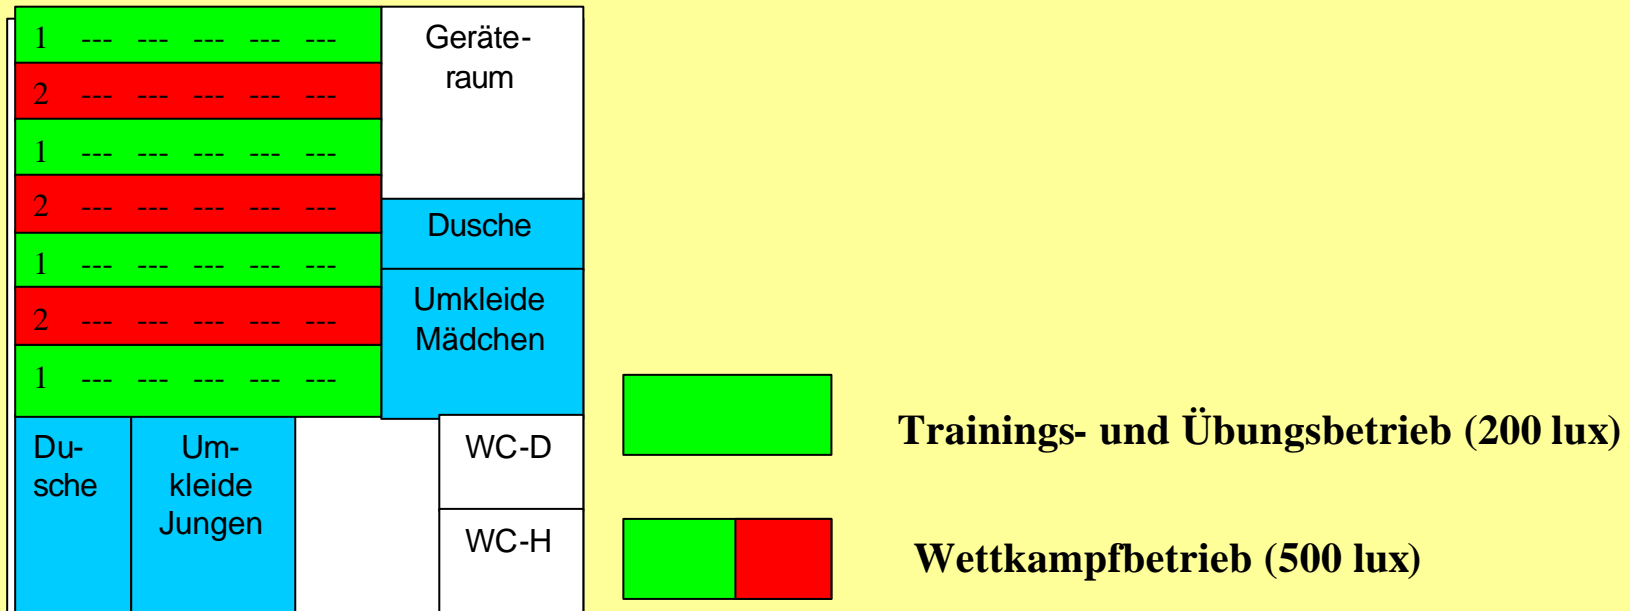 1 --- --- --- --- ---
2 --- --- --- --- ---
1 --- --- --- --- ---
2 --- --- --- --- ---
1 --- --- --- --- ---
2 --- --- --- --- ---
1 --- --- --- --- ---
Geräte-
raum
Dusche
Umkleide
Mädchen
Du-
sche
Um-
kleide
Jungen
WC-D
WC-H
Trainings- und Übungsbetrieb (200 lux)
Wettkampfbetrieb (500 lux)